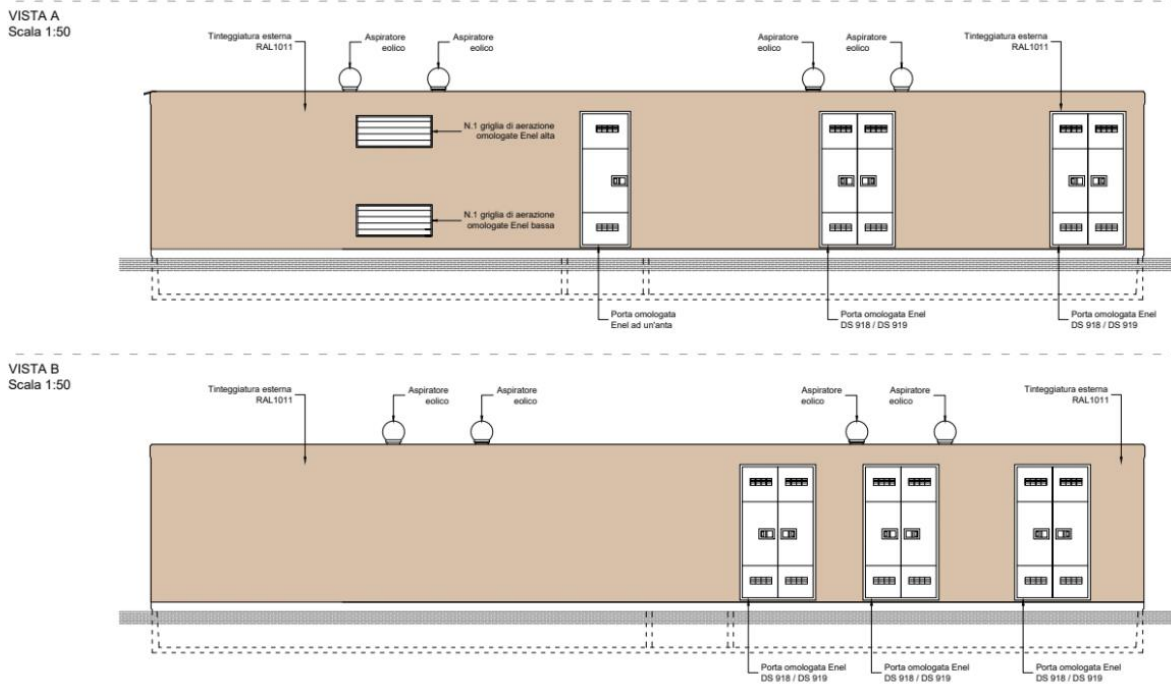 VISTA A
Scala 1:50
Tinteggiatura esterna
RAL1011
Aspiratore
eolico
Aspiratore
eolico
Aspiratore
eolico
Aspiratore
eolico
Tinteggiatura esterna
RAL1011
N.1 griglia di aerazione
omologate Enel alta
N.1 griglia di aerazione
omologate Enel bassa
Porta omologata
Enel ad un'anta
Porta omologata Enel
DS 918 / DS 919
Porta omologata Enel
DS 918 / DS 919
VISTA B
Scala 1:50
Tinteggiatura esterna
RAL1011
Aspiratore
eolico
Aspiratore
eolico
Aspiratore
eolico
Aspiratore
eolico
Tinteggiatura esterna
RAL1011
Porta omologata Enel
DS 918 / DS 919
Porta omologata Enel
DS 918 / DS 919
Porta omologata Enel
DS 918 / DS 919